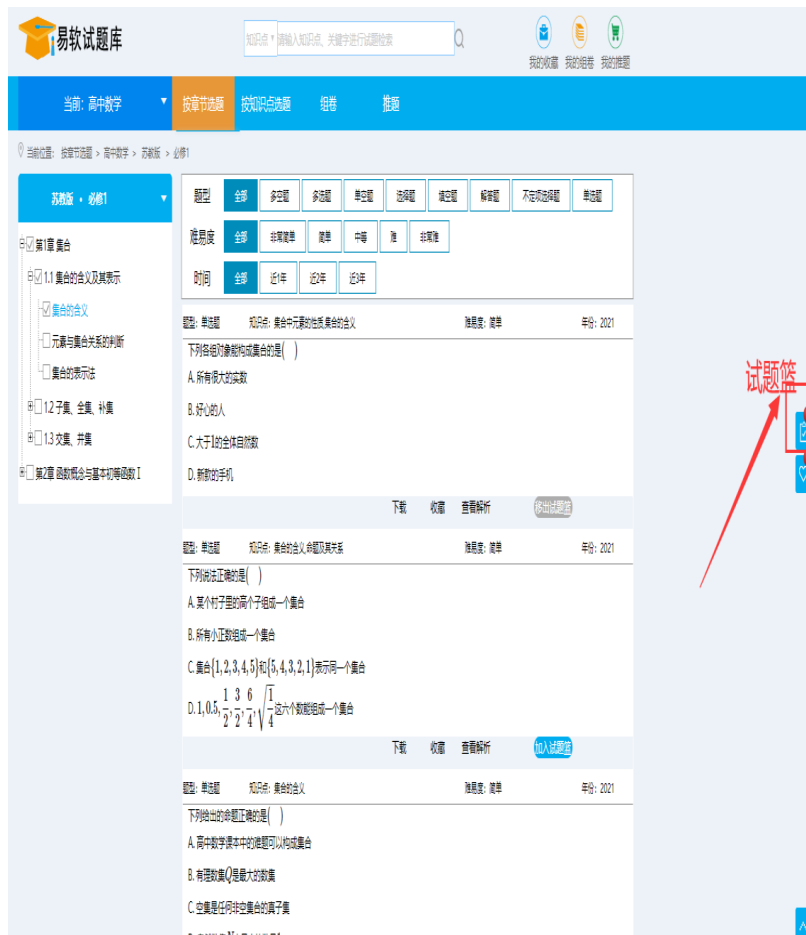 易软试题库
知识点 ▼ 请输入知识点、关键字进行试题检索
我的收藏 我的组卷 我的推题
当前：高中数学 ▼ 按章节选题 按知识点选题 组卷 推题
当前位置： 按章节选题 > 高中数学 > 苏教版 > 必修1
苏教版 • 必修1 ▼
第1章 集合
1.1 集合的含义及其表示
集合的含义
元素与集合关系的判断
集合的表示法
1.2 子集、全集、补集
1.3 交集、并集
第2章 函数概念与基本初等函数 I
题型 全部 多空题 多选题 单空题 选择题 填空题 解答题 不定项选择题 单选题
难易度 全部 非常简单 简单 中等 难 非常难
时间 全部 近1年 近2年 近3年
题型：单选题 知识点：集合中元素的性质,集合的含义 难易度：简单 年份：2021
下列各组对象能构成集合的是( )
A. 所有很大的实数
B. 好心的人
C. 大于1的全体自然数
D. 新款的手机
下载 收藏 查看解析 移出试题篮
题型：单选题 知识点：集合的含义,命题及其关系 难易度：简单 年份：2021
下列说法正确的是( )
A. 某个村子里的高个子组成一个集合
B. 所有小正数组成一个集合
C. 集合{1,2,3,4,5}和{5,4,3,2,1}表示同一个集合
D. 1,0.5,1/2,3/2,6/4,√(1/4)这六个数能组成一个集合
下载 收藏 查看解析 加入试题篮
题型：单选题 知识点：集合的含义 难易度：简单 年份：2021
下列给出的命题正确的是( )
A. 高中数学课本中的难题可以构成集合
B. 有理数集Q是最大的数集
C. 空集是任何非空集合的真子集
试题篮